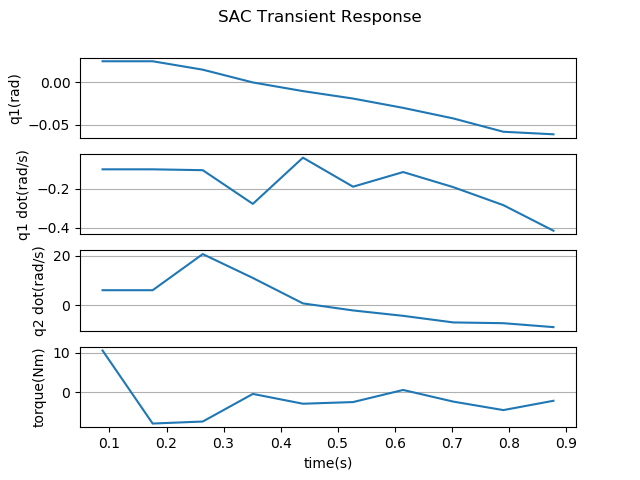 SAC Transient Response
q1(rad)
0.00
−0.05
q1 dot(rad/s)
−0.2
−0.4
q2 dot(rad/s)
20
0
torque(Nm)
10
0
0.1 0.2 0.3 0.4 0.5 0.6 0.7 0.8 0.9
time(s)